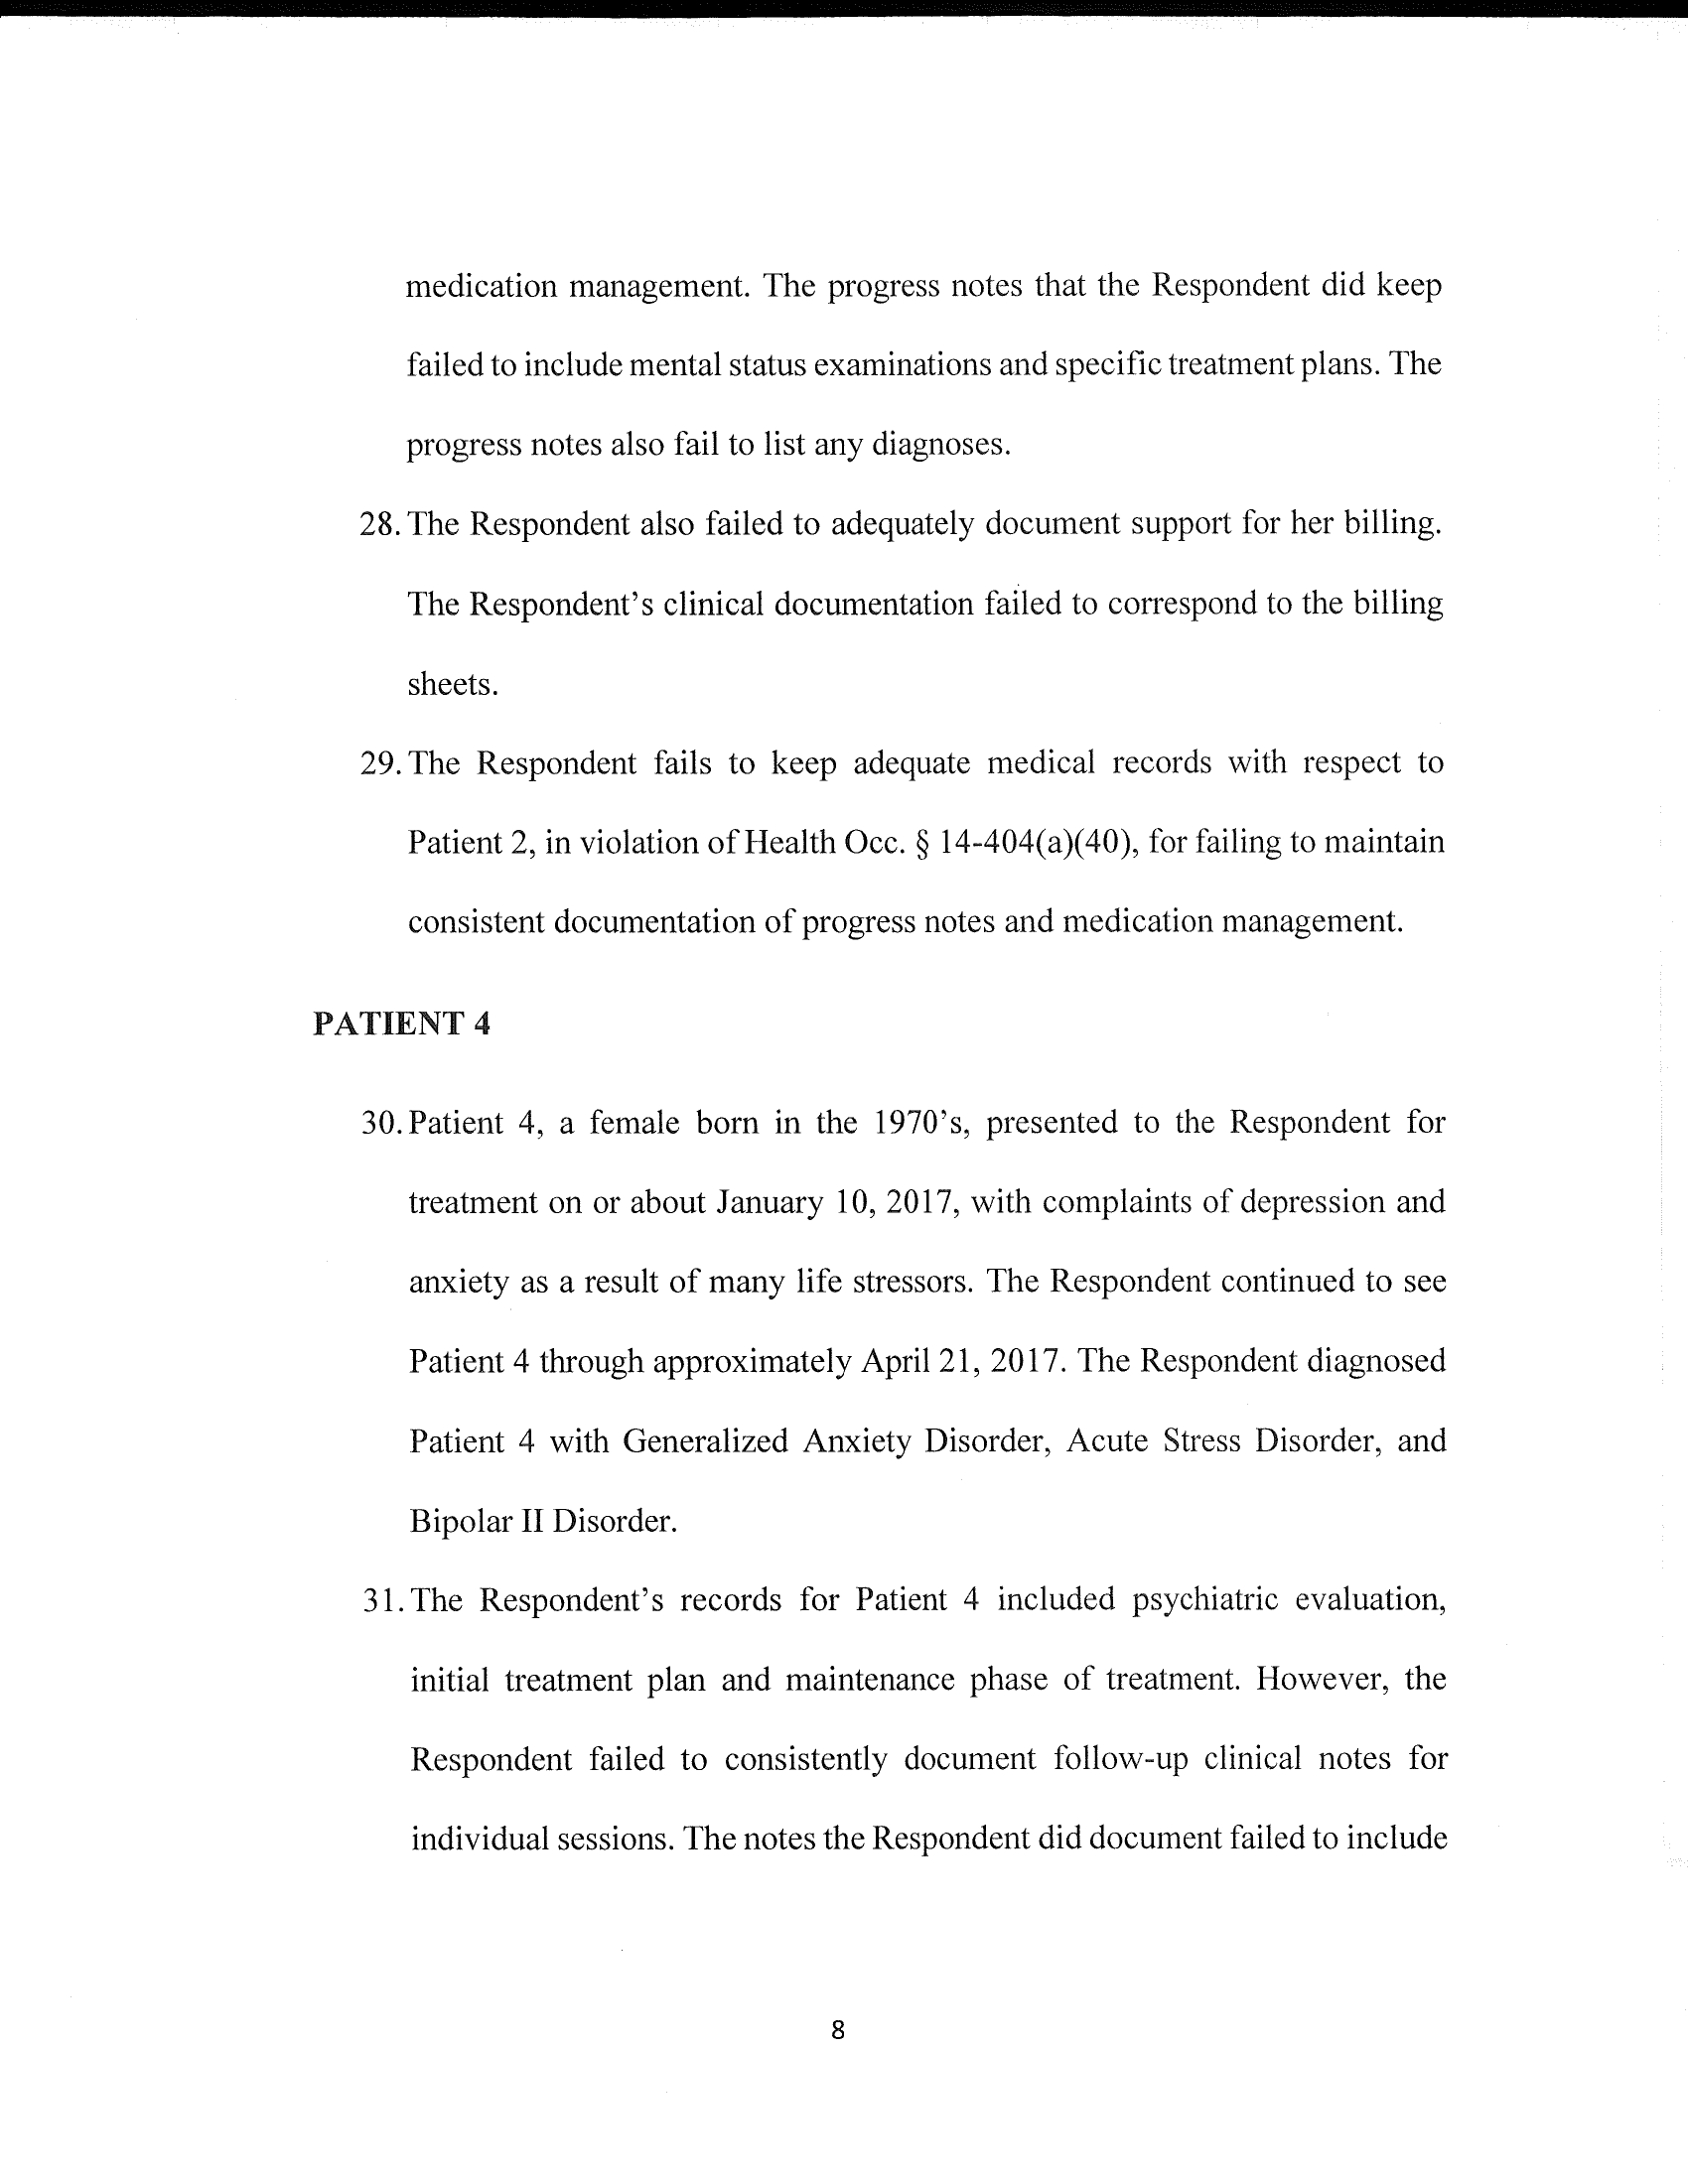 medication management. The progress notes that the Respondent did keep
failed to include mental status examinations and specific treatment plans. The
progress notes also fail to list any diagnoses.
28. The Respondent also failed to adequately document support for her billing.
The Respondent's clinical documentation failed to correspond to the billing
sheets.
29. The Respondent fails to keep adequate medical records with respect to
Patient 2, in violation of Health Occ. § 14-404(a)(40), for failing to maintain
consistent documentation of progress notes and medication management.
PATIENT 4
30. Patient 4, a female born in the 1970's, presented to the Respondent for
treatment on or about January 10, 2017, with complaints of depression and
anxiety as a result of many life stressors. The Respondent continued to see
Patient 4 through approximately April 21, 2017. The Respondent diagnosed
Patient 4 with Generalized Anxiety Disorder, Acute Stress Disorder, and
Bipolar II Disorder.
31. The Respondent's records for Patient 4 included psychiatric evaluation,
initial treatment plan and maintenance phase of treatment. However, the
Respondent failed to consistently document follow-up clinical notes for
individual sessions. The notes the Respondent did document failed to include
8